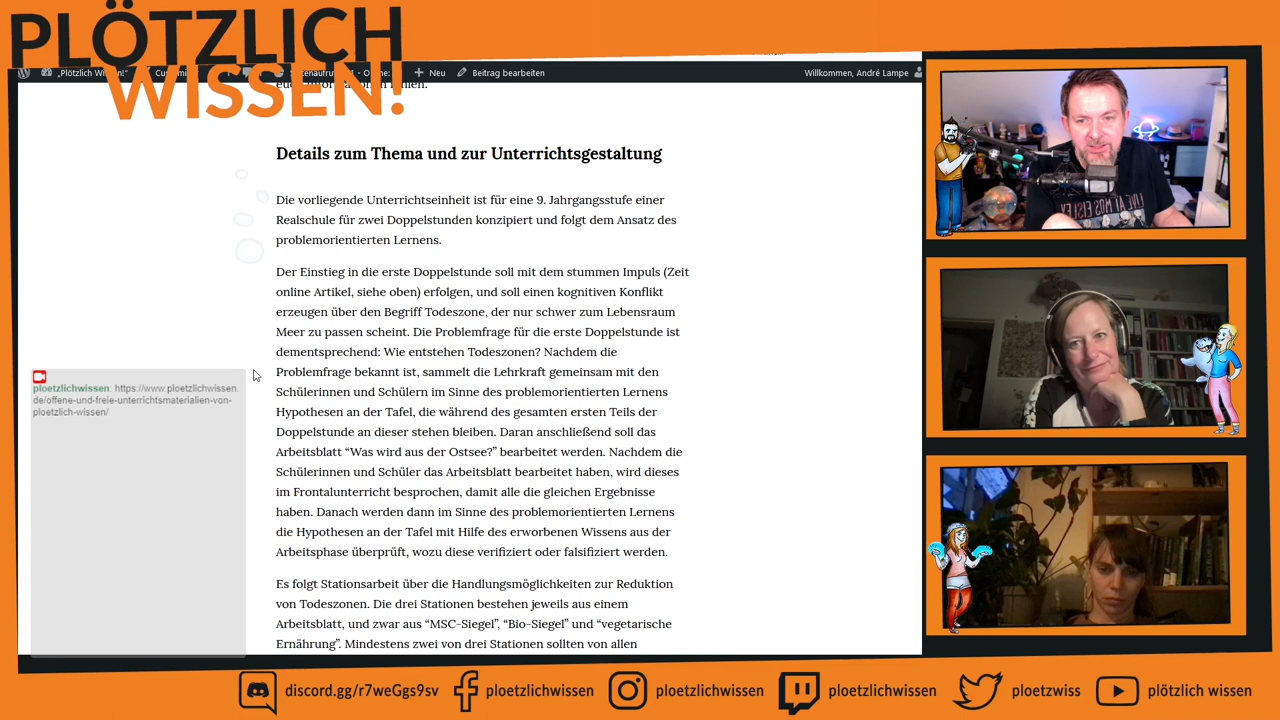 PLÖTZLICH
WISSEN!
„Plötzlich Wissen!"
Neu
Beitrag bearbeiten
Willkommen, André Lampe
Details zum Thema und zur Unterrichtsgestaltung
Die vorliegende Unterrichtseinheit ist für eine 9. Jahrgangsstufe einer
Realschule für zwei Doppelstunden konzipiert und folgt dem Ansatz des
problemorientierten Lernens.
Der Einstieg in die erste Doppelstunde soll mit dem stummen Impuls (Zeit
online Artikel, siehe oben) erfolgen, und soll einen kognitiven Konflikt
erzeugen über den Begriff Todeszone, der nur schwer zum Lebensraum
Meer zu passen scheint. Die Problemfrage für die erste Doppelstunde ist
dementsprechend: Wie entstehen Todeszonen? Nachdem die
Problemfrage bekannt ist, sammelt die Lehrkraft gemeinsam mit den
Schülerinnen und Schülern im Sinne des problemorientierten Lernens
Hypothesen an der Tafel, die während des gesamten ersten Teils der
Doppelstunde an dieser stehen bleiben. Daran anschließend soll das
Arbeitsblatt “Was wird aus der Ostsee?” bearbeitet werden. Nachdem die
Schülerinnen und Schüler das Arbeitsblatt bearbeitet haben, wird dieses
im Frontalunterricht besprochen, damit alle die gleichen Ergebnisse
haben. Danach werden dann im Sinne des problemorientierten Lernens
die Hypothesen an der Tafel mit Hilfe des erworbenen Wissens aus der
Arbeitsphase überprüft, wozu diese verifiziert oder falsifiziert werden.
Es folgt Stationsarbeit über die Handlungsmöglichkeiten zur Reduktion
von Todeszonen. Die drei Stationen bestehen jeweils aus einem
Arbeitsblatt, und zwar aus “MSC-Siegel”, “Bio-Siegel” und “vegetarische
Ernährung”. Mindestens zwei von drei Stationen sollten von allen
ploetzlichwissen: https://www.ploetzlichwissen.
de/offene-und-freie-unterrichtsmaterialien-von-
ploetzlich-wissen/
LIVE AT MOS EISLEY
discord.gg/r7weGgs9sv
ploetzlichwissen
ploetzlichwissen
ploetzlichwissen
ploetzwiss
plötzlich wissen